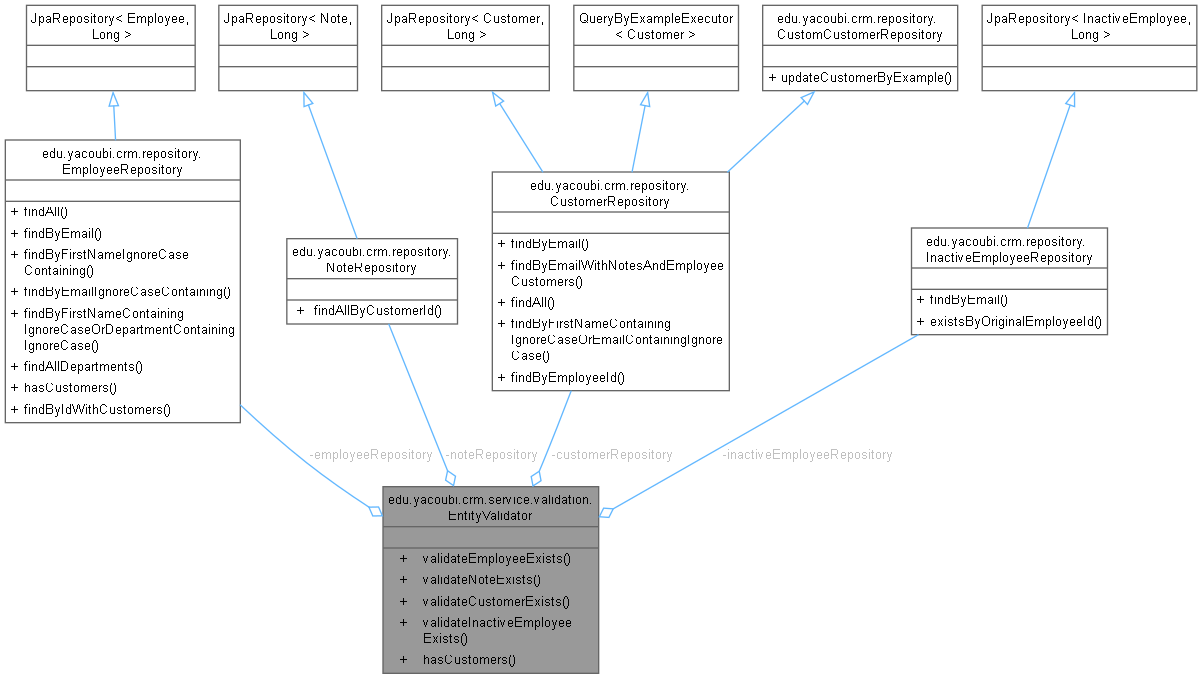 JpaRepository< Employee,
Long >
JpaRepository< Note,
Long >
JpaRepository< Customer,
Long >
QueryByExampleExecutor
< Customer >
edu.yacoubi.crm.repository.
CustomCustomerRepository
+ updateCustomerByExample()
JpaRepository< InactiveEmployee,
Long >
edu.yacoubi.crm.repository.
EmployeeRepository
+ findAll()
+ findByEmail()
+ findByFirstNameIgnoreCase
Containing()
+ findByEmailIgnoreCaseContaining()
+ findByFirstNameContaining
IgnoreCaseOrDepartmentContaining
IgnoreCase()
+ findAllDepartments()
+ hasCustomers()
+ findByIdWithCustomers()
edu.yacoubi.crm.repository.
NoteRepository
+ findAllByCustomerId()
edu.yacoubi.crm.repository.
CustomerRepository
+ findByEmail()
+ findByEmailWithNotesAndEmployee
Customers()
+ findAll()
+ findByFirstNameContaining
IgnoreCaseOrEmailContainingIgnore
Case()
+ findByEmployeeId()
edu.yacoubi.crm.repository.
InactiveEmployeeRepository
+ findByEmail()
+ existsByOriginalEmployeeId()
-employeeRepository
-noteRepository
-customerRepository
-inactiveEmployeeRepository
edu.yacoubi.crm.service.validation.
EntityValidator
+ validateEmployeeExists()
+ validateNoteExists()
+ validateCustomerExists()
+ validateInactiveEmployee
Exists()
+ hasCustomers()